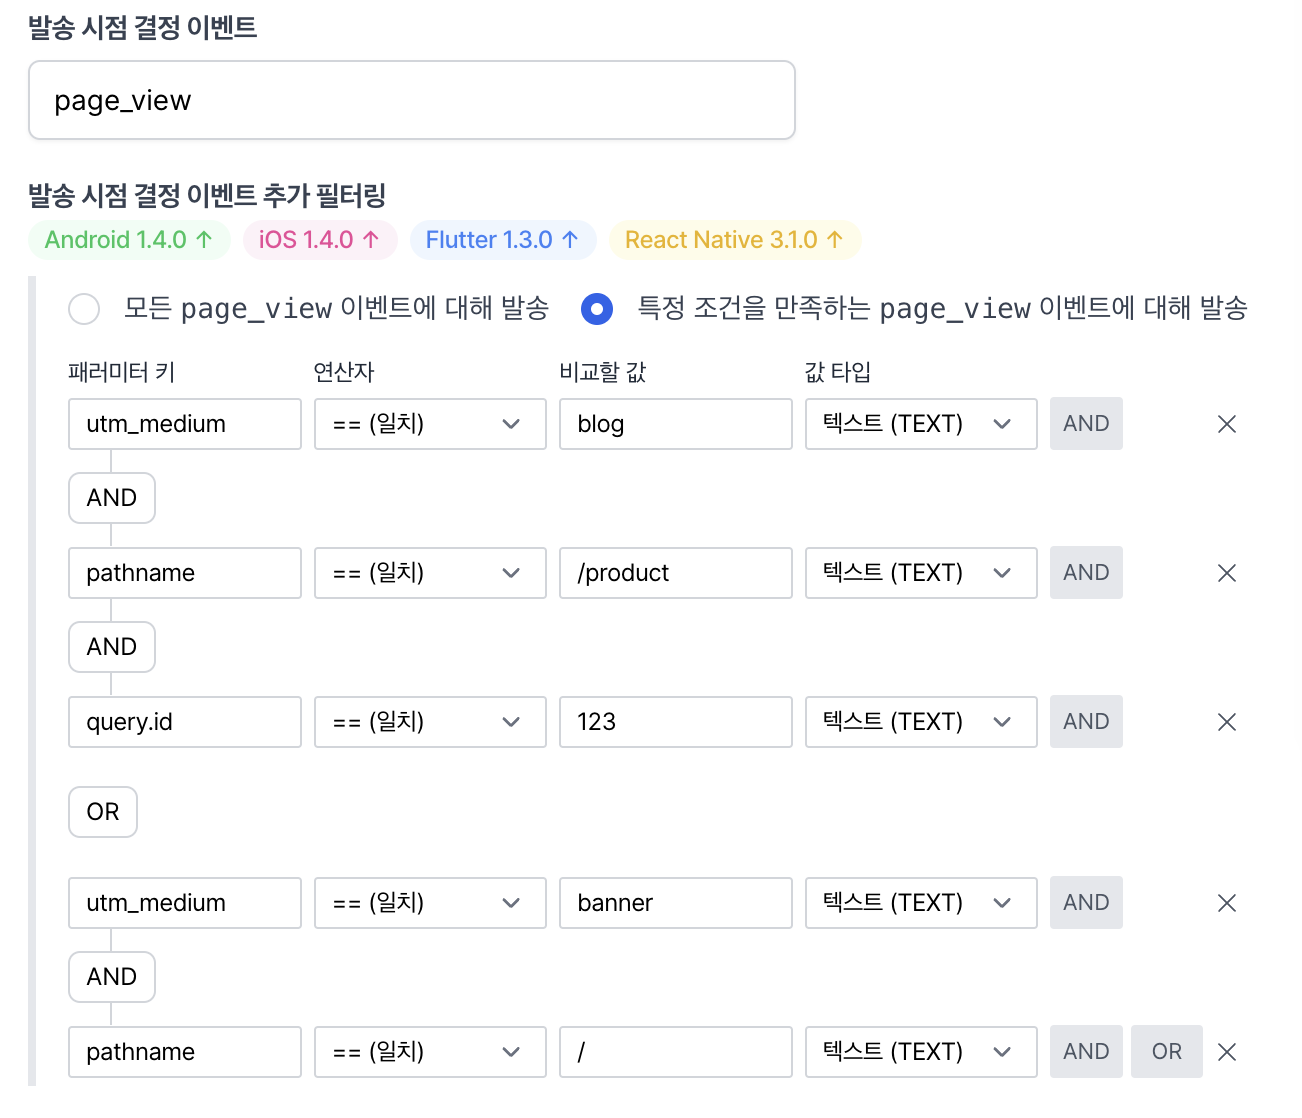 발송 시점 결정 이벤트
page_view
발송 시점 결정 이벤트 추가 필터링
Android 1.4.0 ↑ iOS 1.4.0 ↑ Flutter 1.3.0 ↑ React Native 3.1.0 ↑
모든 page_view 이벤트에 대해 발송 특정 조건을 만족하는 page_view 이벤트에 대해 발송
패러미터 키 연산자 비교할 값 값 타입
utm_medium == (일치) blog 텍스트 (TEXT) AND
AND
pathname == (일치) /product 텍스트 (TEXT) AND
AND
query.id == (일치) 123 텍스트 (TEXT) AND
OR
utm_medium == (일치) banner 텍스트 (TEXT) AND
AND
pathname == (일치) / 텍스트 (TEXT) AND OR